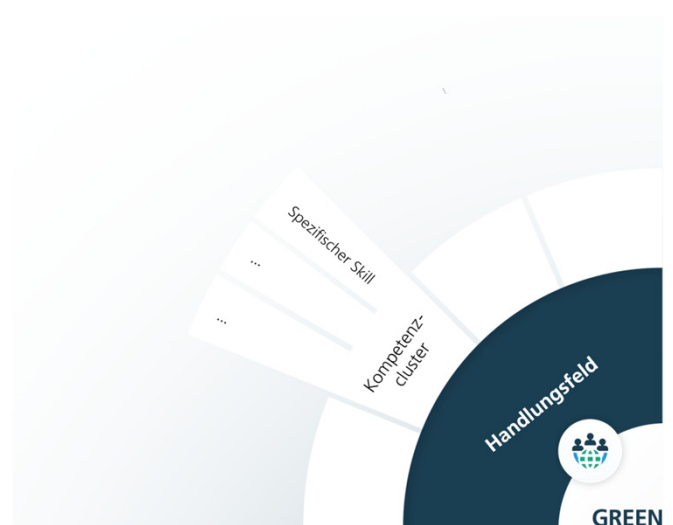 Spezifischer Skill
...
...
Kompetenz-
cluster
Handlungsfeld
GREEN